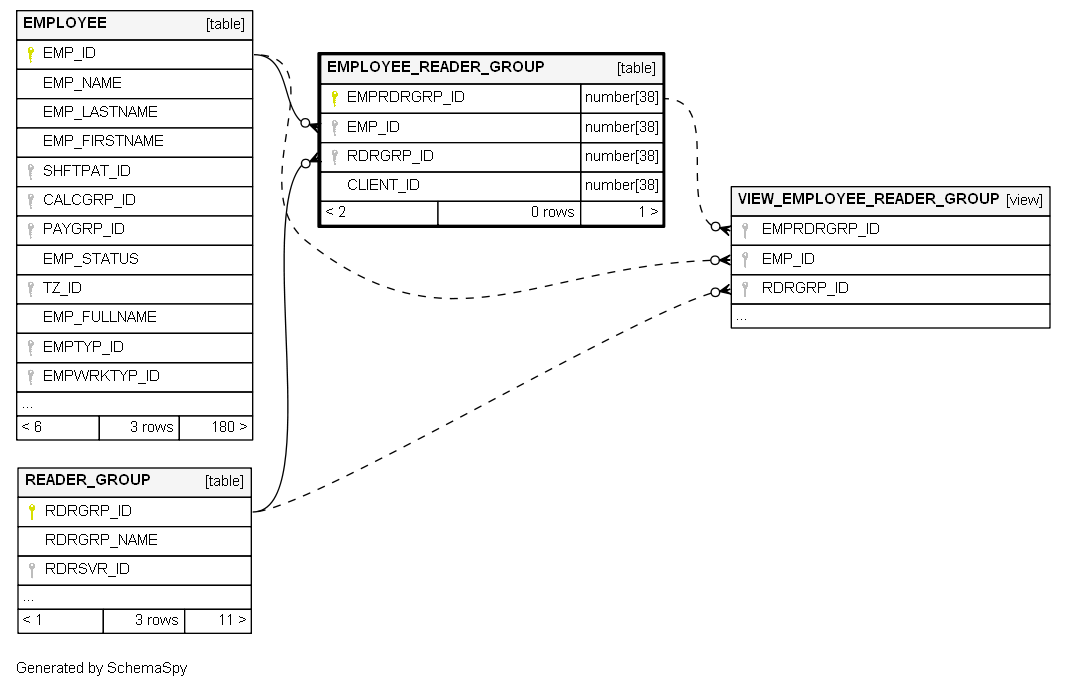 EMPLOYEE [table]
EMP_ID
EMP_NAME
EMP_LASTNAME
EMP_FIRSTNAME
SHFTPAT_ID
CALCGRP_ID
PAYGRP_ID
EMP_STATUS
TZ_ID
EMP_FULLNAME
EMPTYP_ID
EMPWRKTYP_ID
...
< 6 3 rows 180 >
EMPLOYEE_READER_GROUP [table]
EMPRDRGRP_ID number[38]
EMP_ID number[38]
RDRGRP_ID number[38]
CLIENT_ID number[38]
< 2 0 rows 1 >
VIEW_EMPLOYEE_READER_GROUP [view]
EMPRDRGRP_ID
EMP_ID
RDRGRP_ID
...
READER_GROUP [table]
RDRGRP_ID
RDRGRP_NAME
RDRSVR_ID
...
< 1 3 rows 11 >
Generated by SchemaSpy